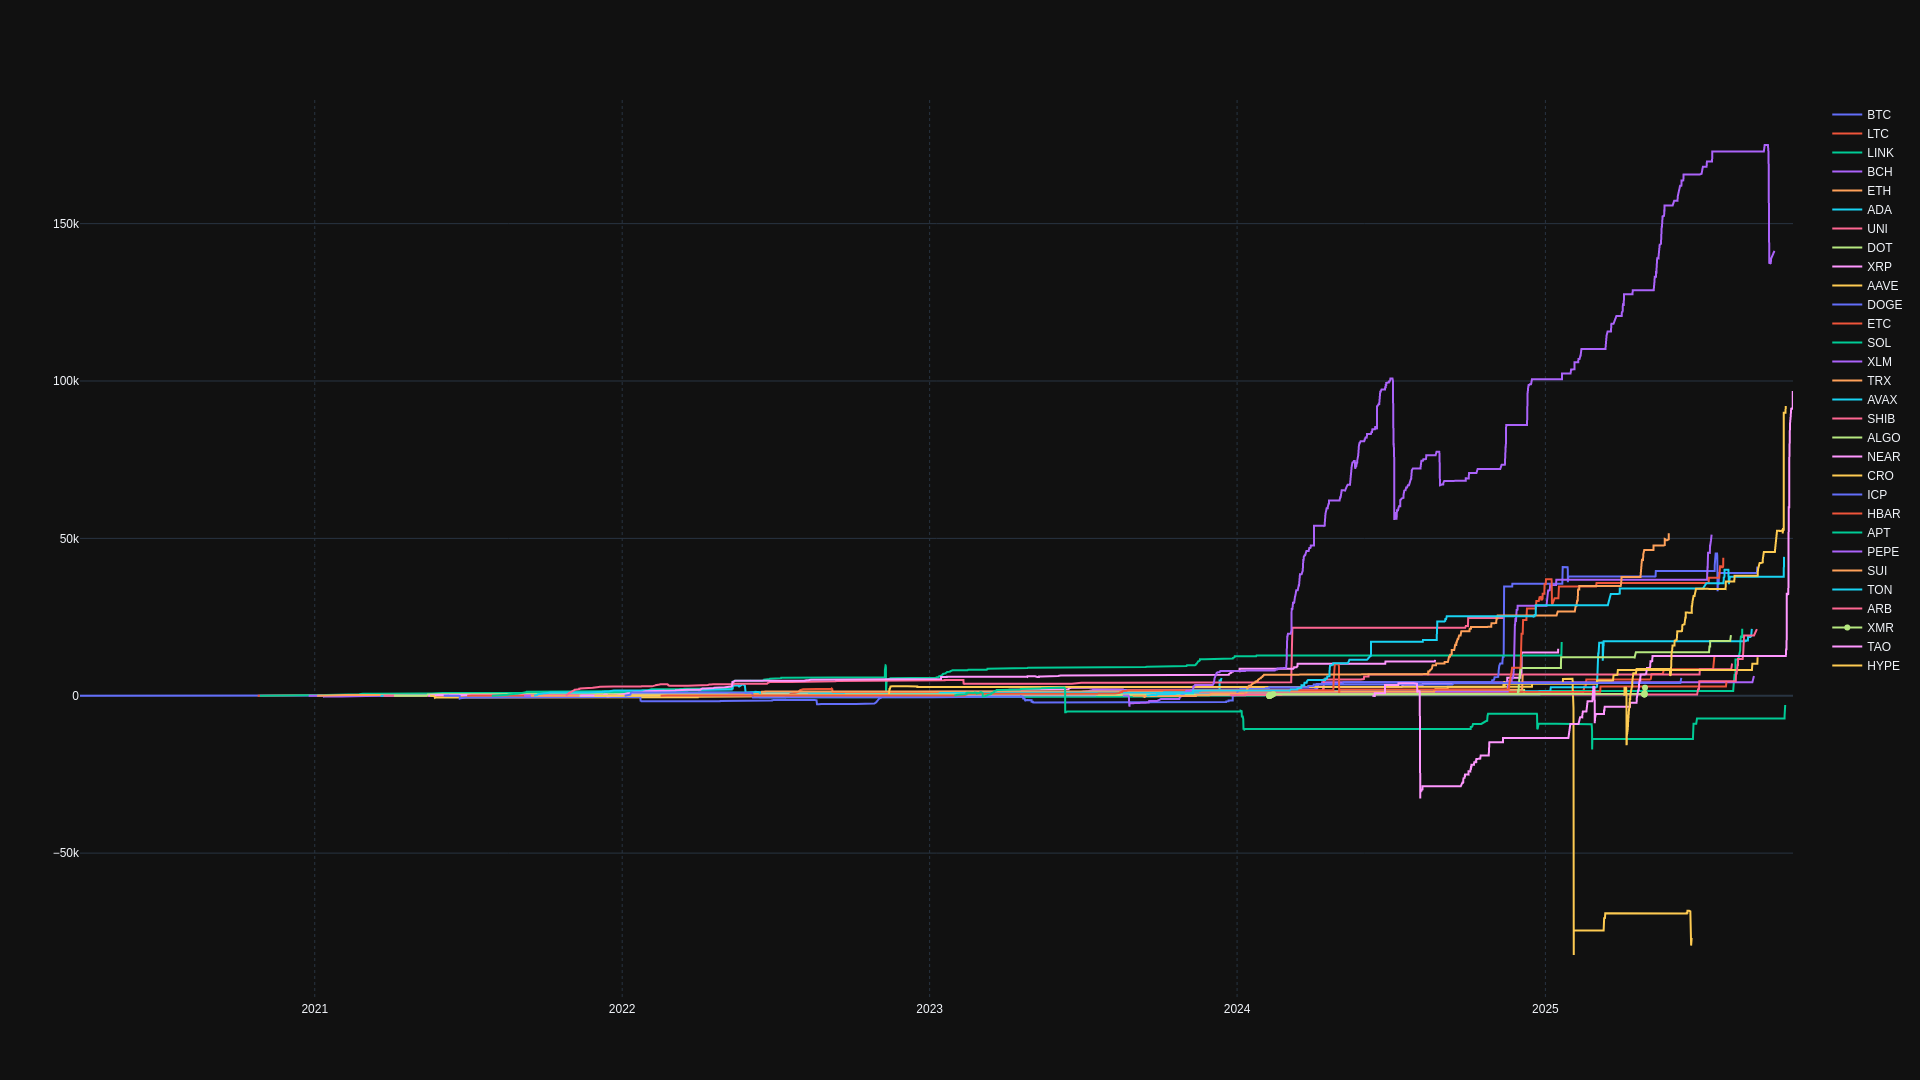 150k
100k
50k
0
−50k
2021
2022
2023
2024
2025
BTC
LTC
LINK
BCH
ETH
ADA
UNI
DOT
XRP
AAVE
DOGE
ETC
SOL
XLM
TRX
AVAX
SHIB
ALGO
NEAR
CRO
ICP
HBAR
APT
PEPE
SUI
TON
ARB
XMR
TAO
HYPE